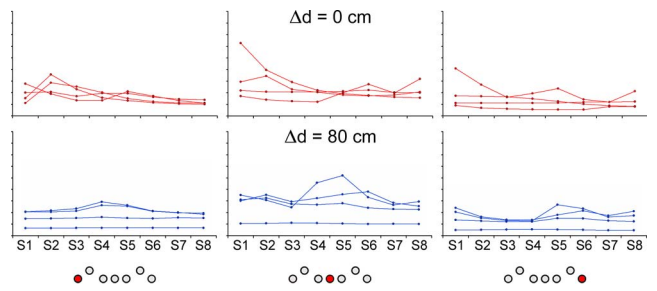 Δd = 0 cm
Δd = 80 cm
S1 S2 S3 S4 S5 S6 S7 S8 S1 S2 S3 S4 S5 S6 S7 S8 S1 S2 S3 S4 S5 S6 S7 S8